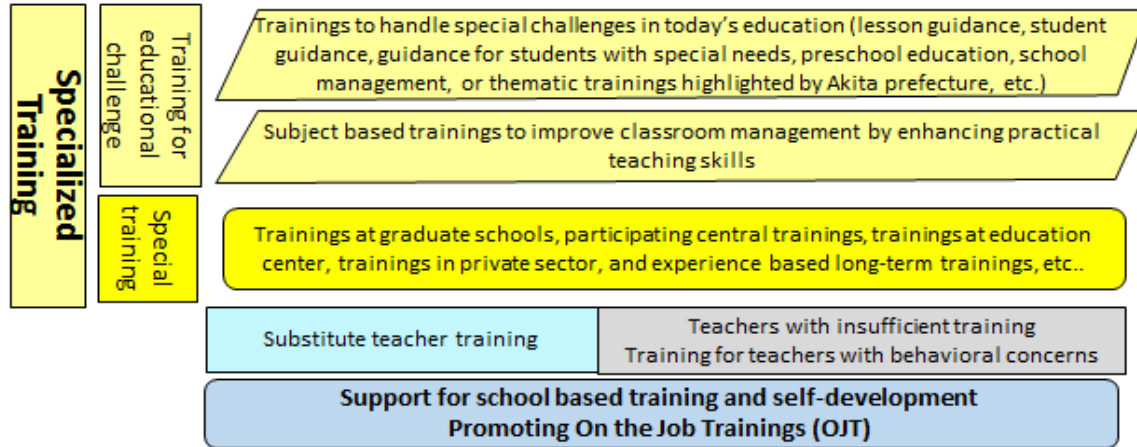 Specialized
Training
Training for
educational
challenge
Trainings to handle special challenges in today's education (lesson guidance, student
guidance, guidance for students with special needs, preschool education, school
management, or thematic trainings highlighted by Akita prefecture, etc.)
Subject based trainings to improve classroom management by enhancing practical
teaching skills
Special
training
Trainings at graduate schools, participating central trainings, trainings at education
center, trainings in private sector, and experience based long-term trainings, etc..
Substitute teacher training
Teachers with insufficient training
Training for teachers with behavioral concerns
Support for school based training and self-development
Promoting On the Job Trainings (OJT)